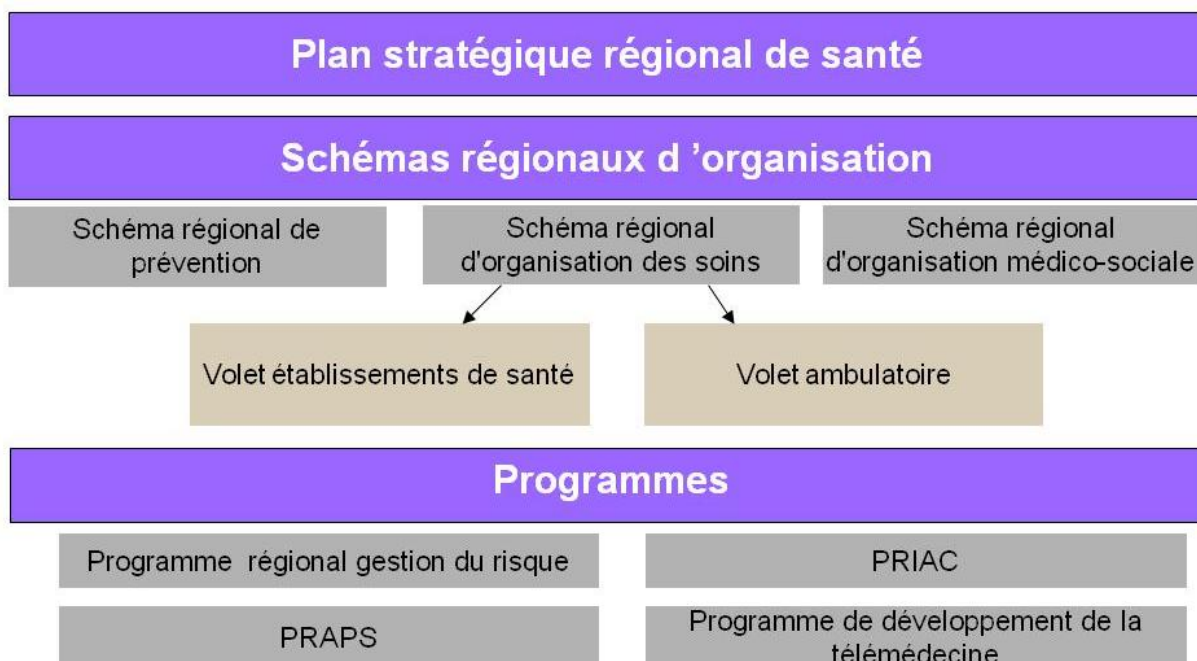 Plan stratégique régional de santé
Schémas régionaux d 'organisation
Schéma régional de
prévention
Schéma régional
d'organisation des soins
Schéma régional
d'organisation médico-sociale
Volet établissements de santé
Volet ambulatoire
Programmes
Programme régional gestion du risque
PRIAC
PRAPS
Programme de développement de la
télémédecine